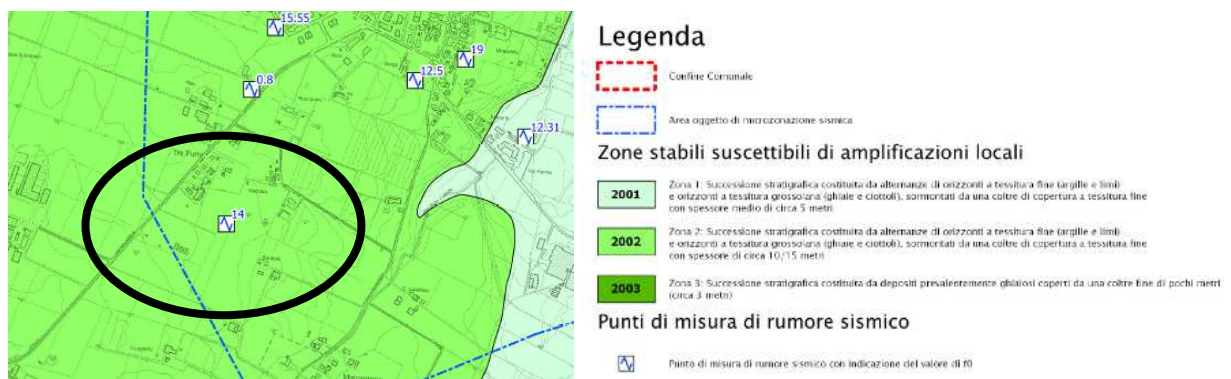 15.55
19
0.8
12.5
12.31
Tre Fiumi
14
Legenda
Confine Comunale
Area oggetto di microzonazione sismica
Zone stabili suscettibili di amplificazioni locali
2001
Zona 1: Successione stratigrafica costituita da alternanze di orizzonti a tessitura fine (argille e limi)
e orizzonti a tessitura grossolana (ghiaie e ciottoli), sormontati da una coltre di copertura a tessitura fine
con spessore medio di circa 5 metri
2002
Zona 2: Successione stratigrafica costituita da alternanze di orizzonti a tessitura fine (argille e limi)
e orizzonti a tessitura grossolana (ghiaie e ciottoli), sormontati da una coltre di copertura a tessitura fine
con spessore di circa 10/15 metri
2003
Zona 3: Successione stratigrafica costituita da depositi prevalentemente ghiaiosi coperti da una coltre fine di pochi metri
(circa 3 metri)
Punti di misura di rumore sismico
Punto di misura di rumore sismico con indicazione del valore di f0